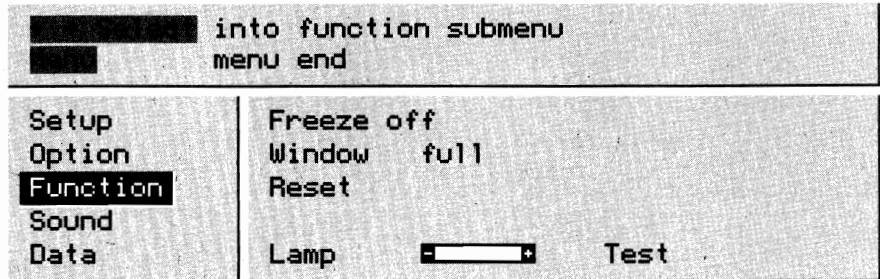 into function submenu
menu end
Setup
Option
Function
Sound
Data
Freeze off
Window full
Reset
Lamp - + Test